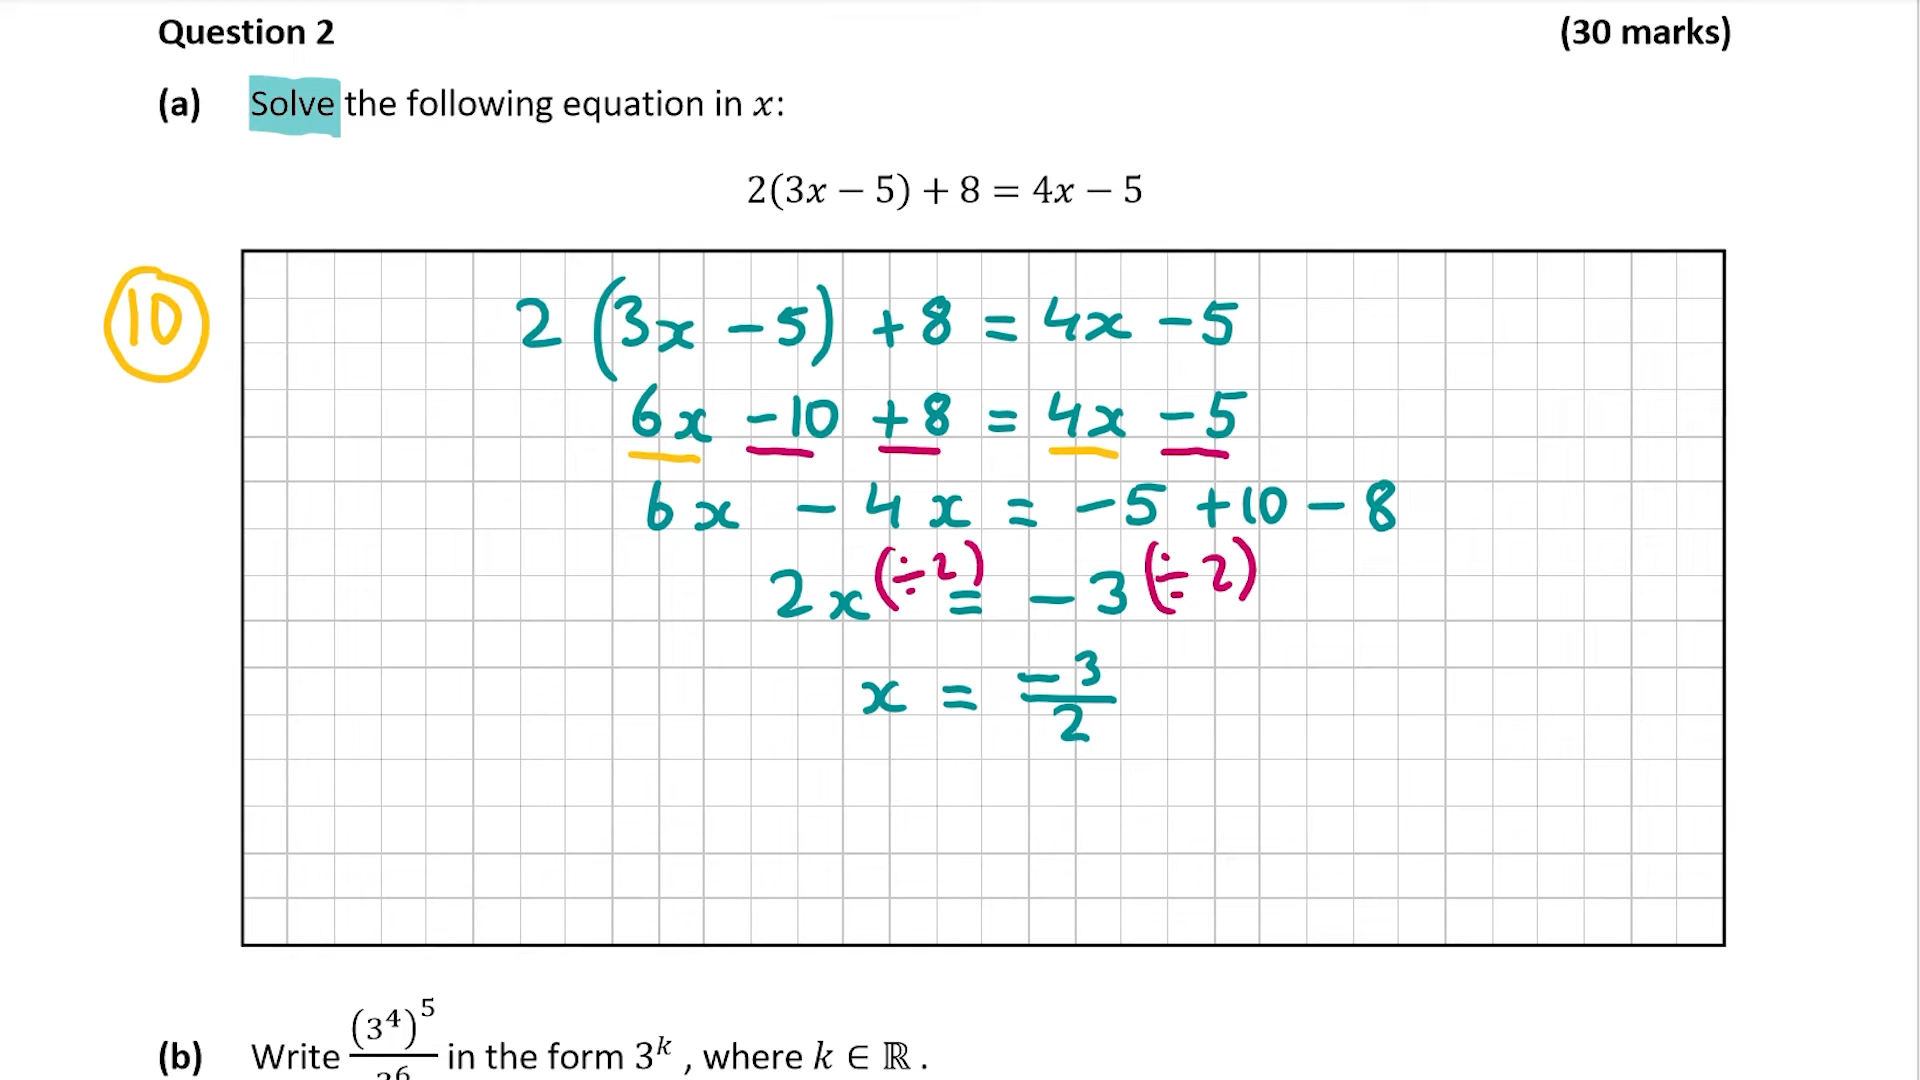 Question 2 (30 marks)
(a) Solve the following equation in x:
2(3x − 5) + 8 = 4x − 5
10
2 (3x − 5) + 8 = 4x − 5
6x − 10 + 8 = 4x − 5
6x − 4x = −5 + 10 − 8
2x (÷2) = −3 (÷2)
x = −3/2
(b) Write (3⁴)⁵/3⁶ in the form 3ᵏ , where k ∈ ℝ .